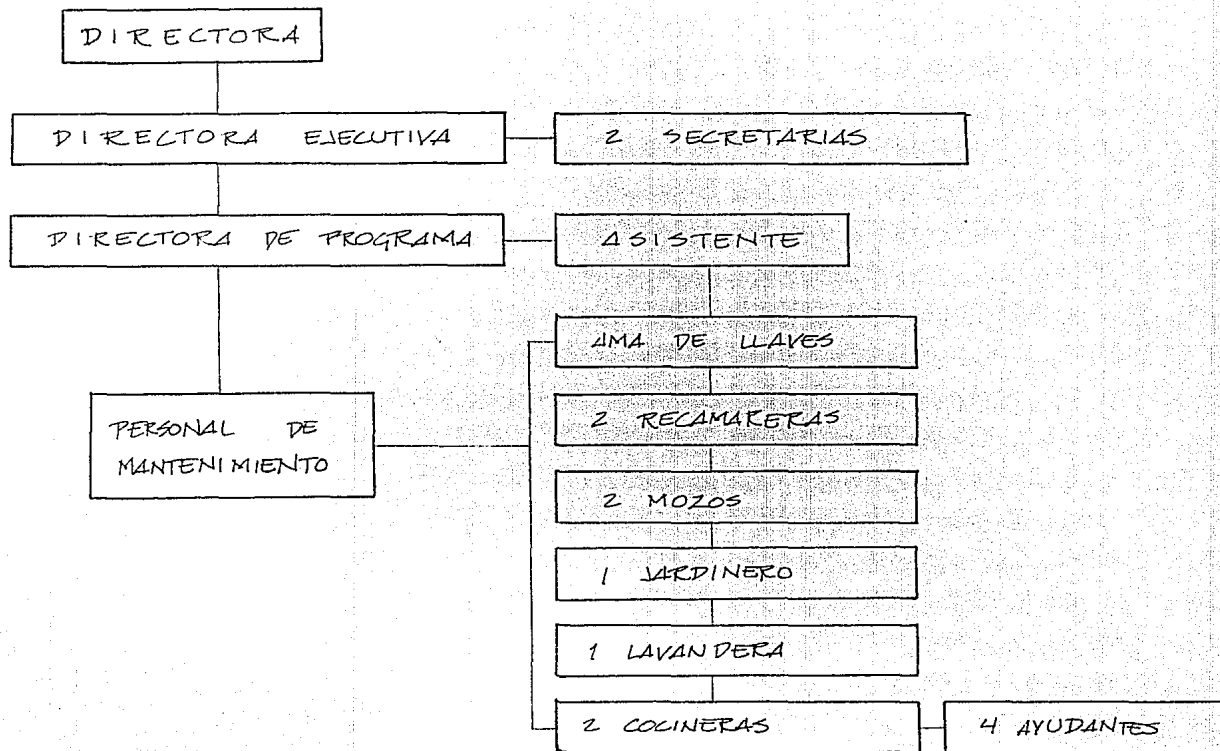 DIRECTORA
DIRECTORA EJECUTIVA
2 SECRETARIAS
DIRECTORA DE PROGRAMA
ASISTENTE
AMA DE LLAVES
PERSONAL DE
MANTENIMIENTO
2 RECAMARERAS
2 MOZOS
1 JARDINERO
1 LAVANDERA
2 COCINERAS
4 AYUDANTES